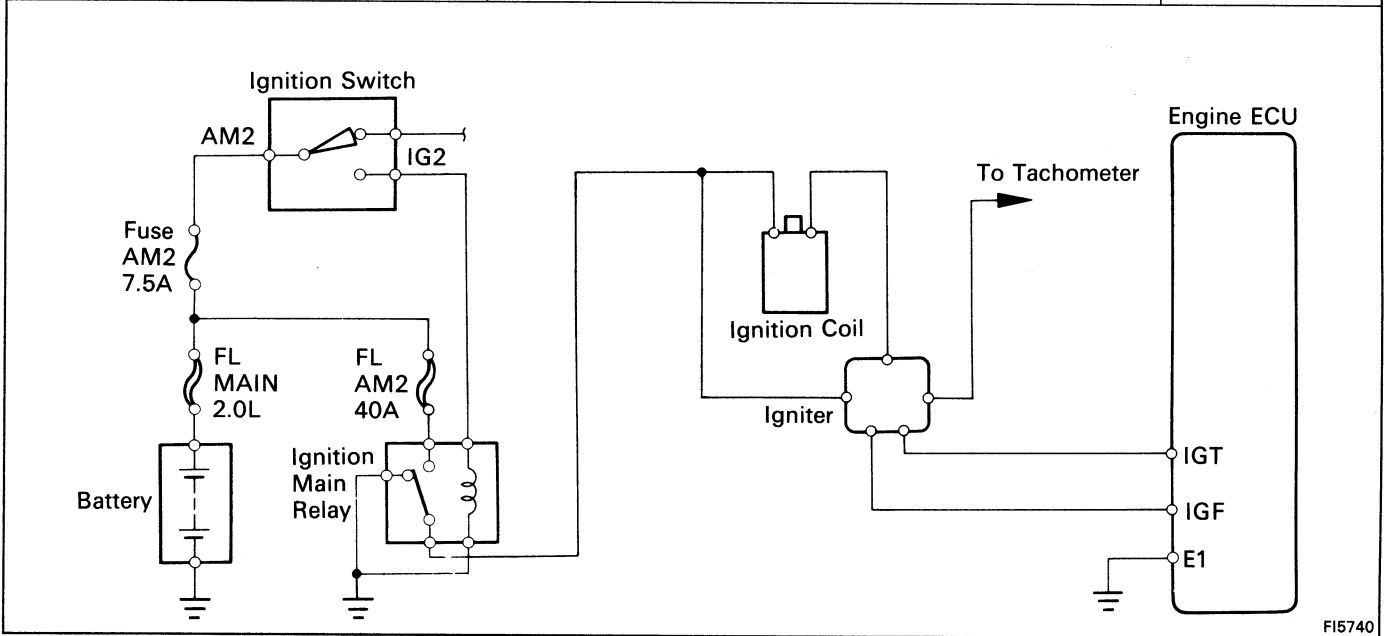 Ignition Switch
AM2
IG2
Engine ECU
To Tachometer
Fuse
AM2
7.5A
Ignition Coil
FL
MAIN
2.0L
FL
AM2
40A
Igniter
Ignition
Main
Relay
Battery
IGT
IGF
E1
FI5740